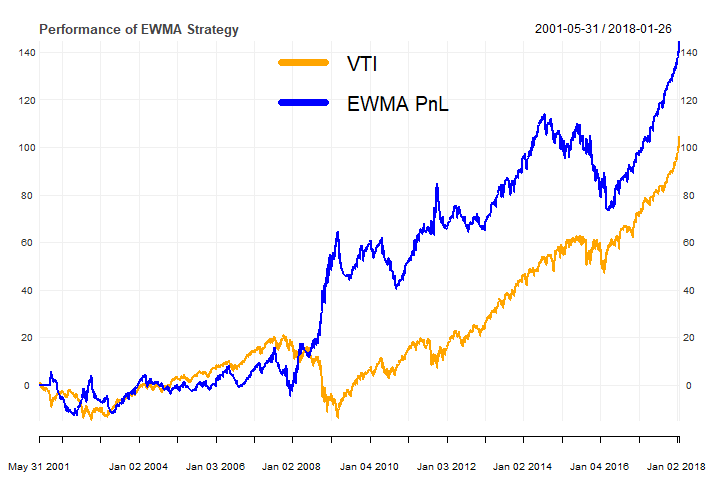 Performance of EWMA Strategy 2001-05-31 / 2018-01-26
VTI
EWMA PnL
140 140
120 120
100 100
80 80
60 60
40 40
20 20
0 0
May 31 2001 Jan 02 2004 Jan 03 2006 Jan 02 2008 Jan 04 2010 Jan 03 2012 Jan 02 2014 Jan 04 2016 Jan 02 2018